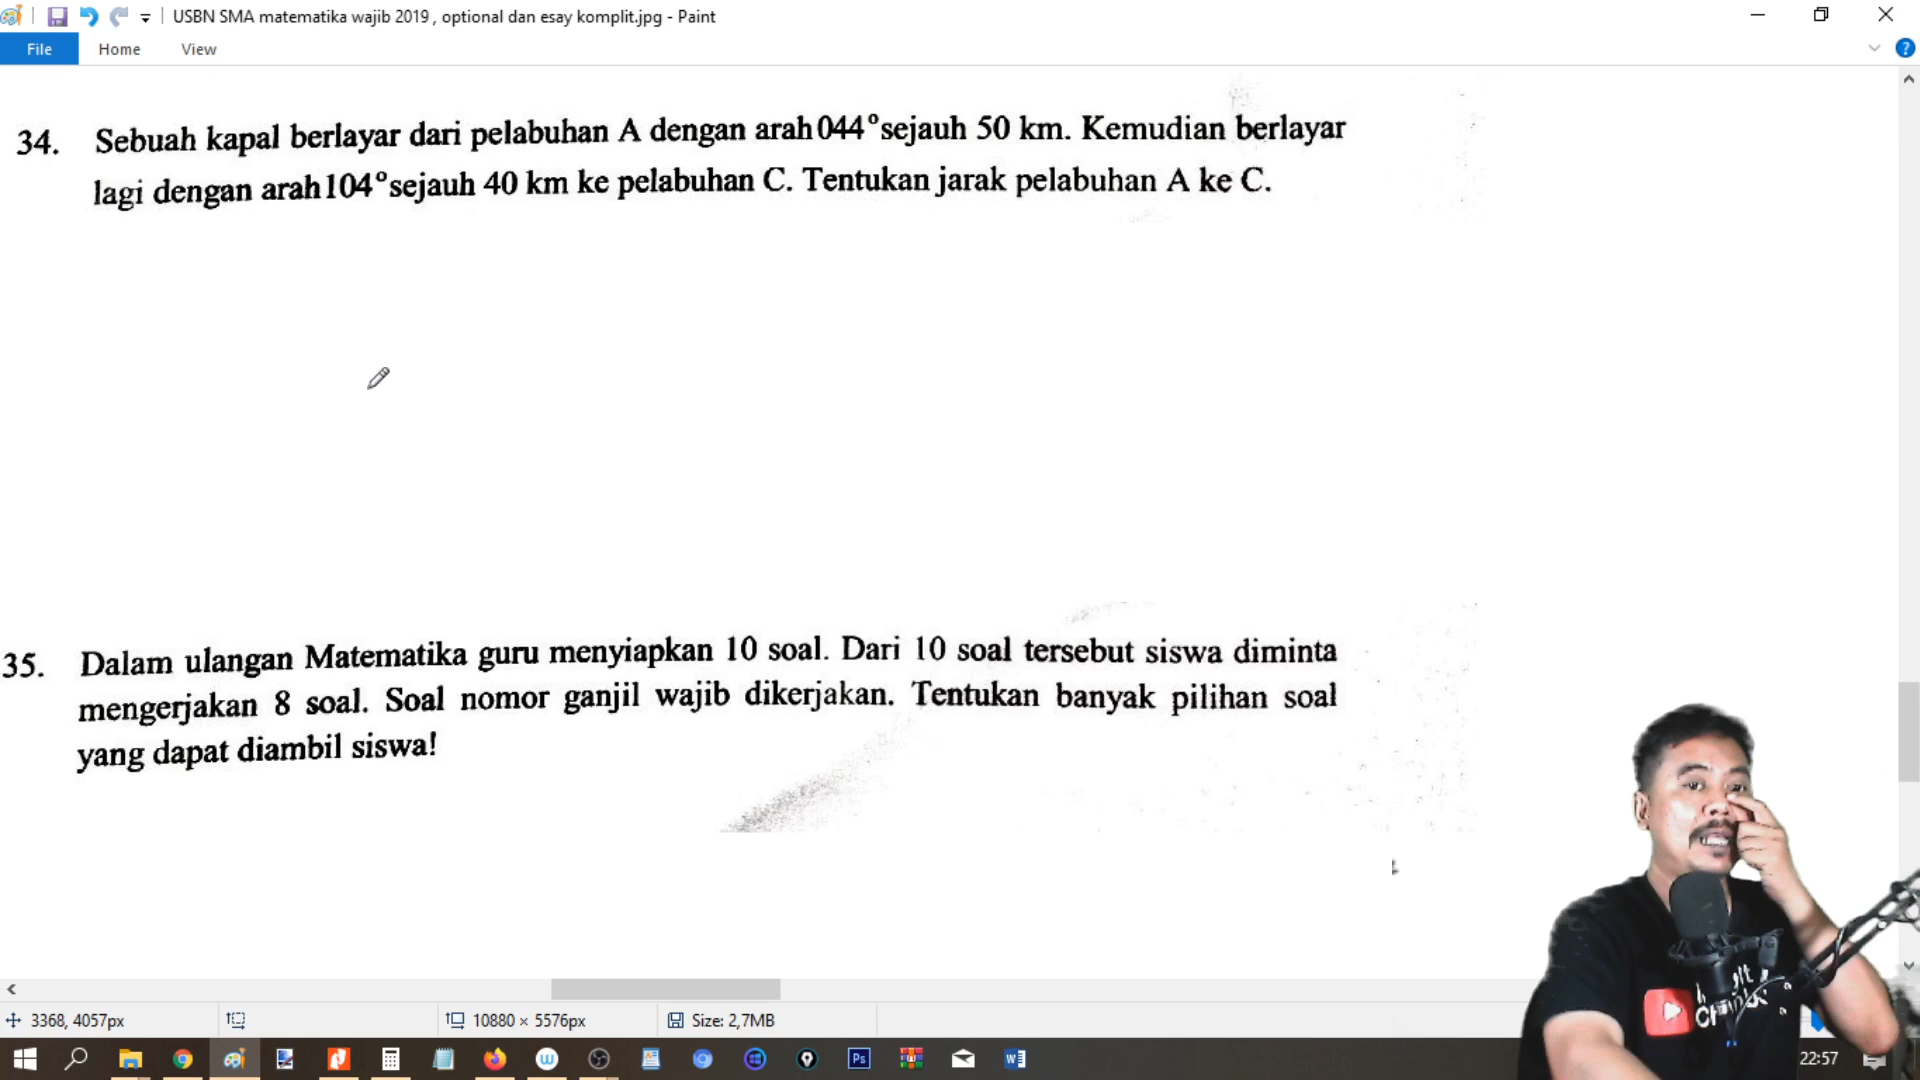 USBN SMA matematika wajib 2019 , optional dan esay komplit.jpg - Paint
File Home View
34. Sebuah kapal berlayar dari pelabuhan A dengan arah 044° sejauh 50 km. Kemudian berlayar
lagi dengan arah 104° sejauh 40 km ke pelabuhan C. Tentukan jarak pelabuhan A ke C.
35. Dalam ulangan Matematika guru menyiapkan 10 soal. Dari 10 soal tersebut siswa diminta
mengerjakan 8 soal. Soal nomor ganjil wajib dikerjakan. Tentukan banyak pilihan soal
yang dapat diambil siswa!
3368, 4057px 10880 × 5576px Size: 2,7MB
Ps
22:57